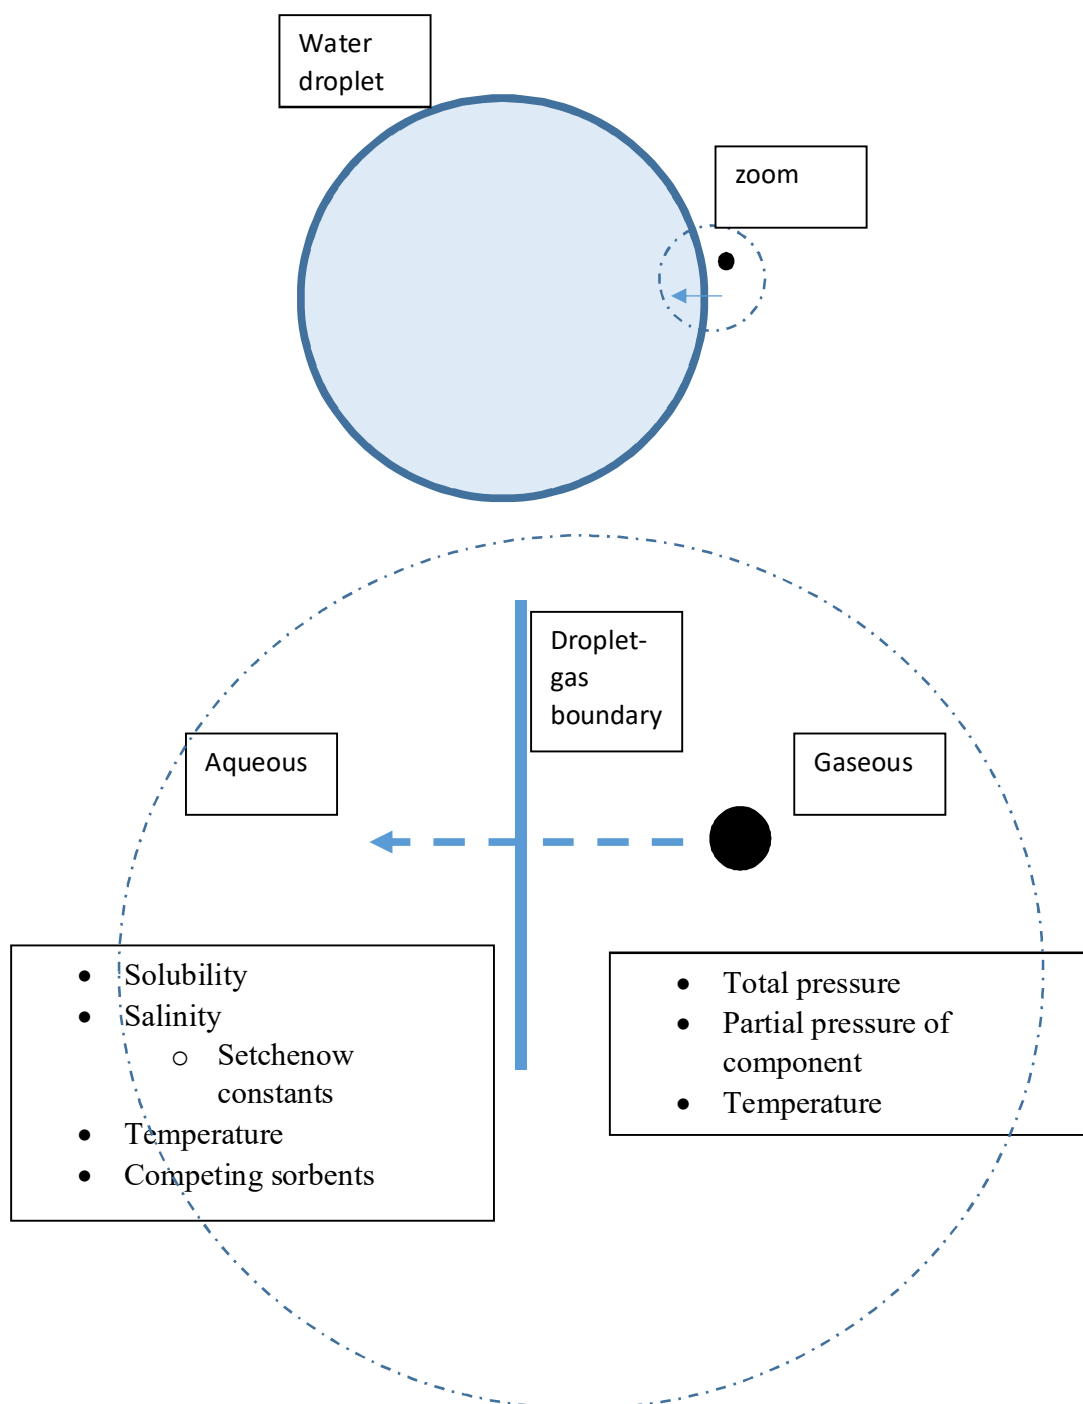 Water
droplet
zoom
Droplet-
gas
boundary
Aqueous
Gaseous
• Solubility
• Salinity
o Setchenow
constants
• Temperature
• Competing sorbents
• Total pressure
• Partial pressure of
component
• Temperature